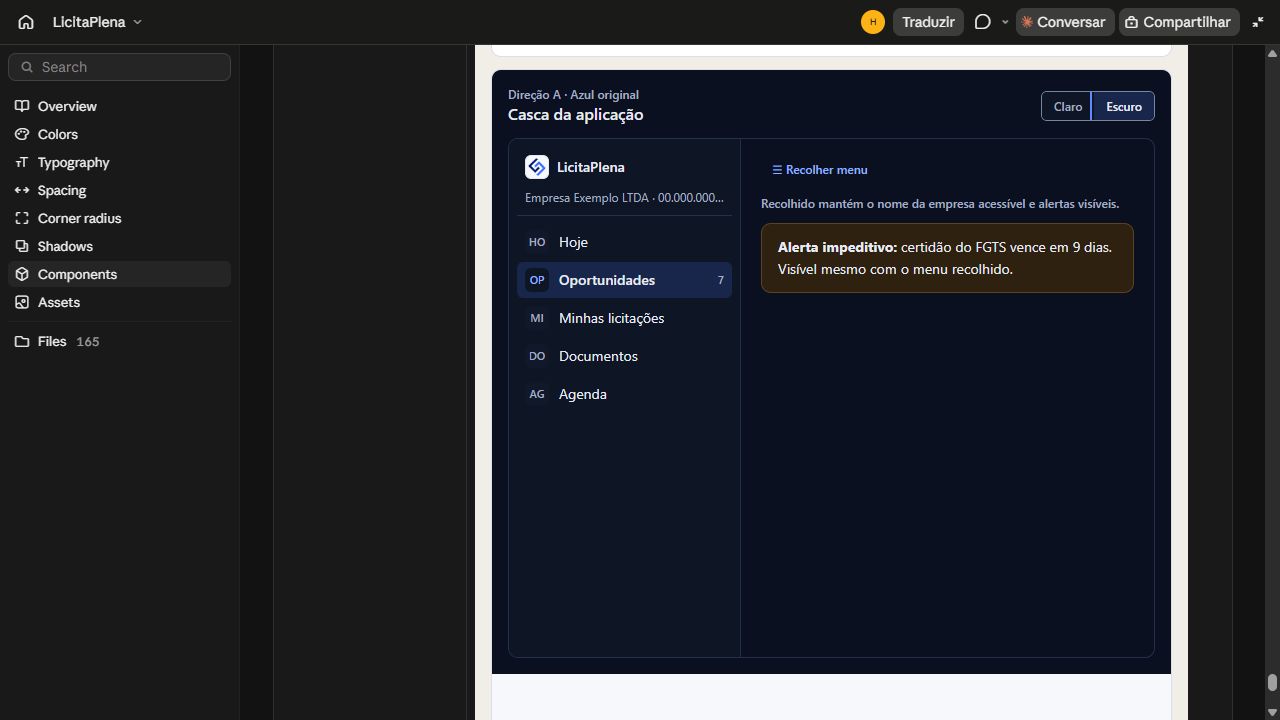 LicitaPlena
H
Traduzir
Conversar
Compartilhar
Search
Overview
Colors
Typography
Spacing
Corner radius
Shadows
Components
Assets
Files 165
Direção A · Azul original
Casca da aplicação
Claro
Escuro
LicitaPlena
Empresa Exemplo LTDA · 00.000.000...
HO Hoje
OP Oportunidades 7
MI Minhas licitações
DO Documentos
AG Agenda
☰ Recolher menu
Recolhido mantém o nome da empresa acessível e alertas visíveis.
Alerta impeditivo: certidão do FGTS vence em 9 dias.
Visível mesmo com o menu recolhido.